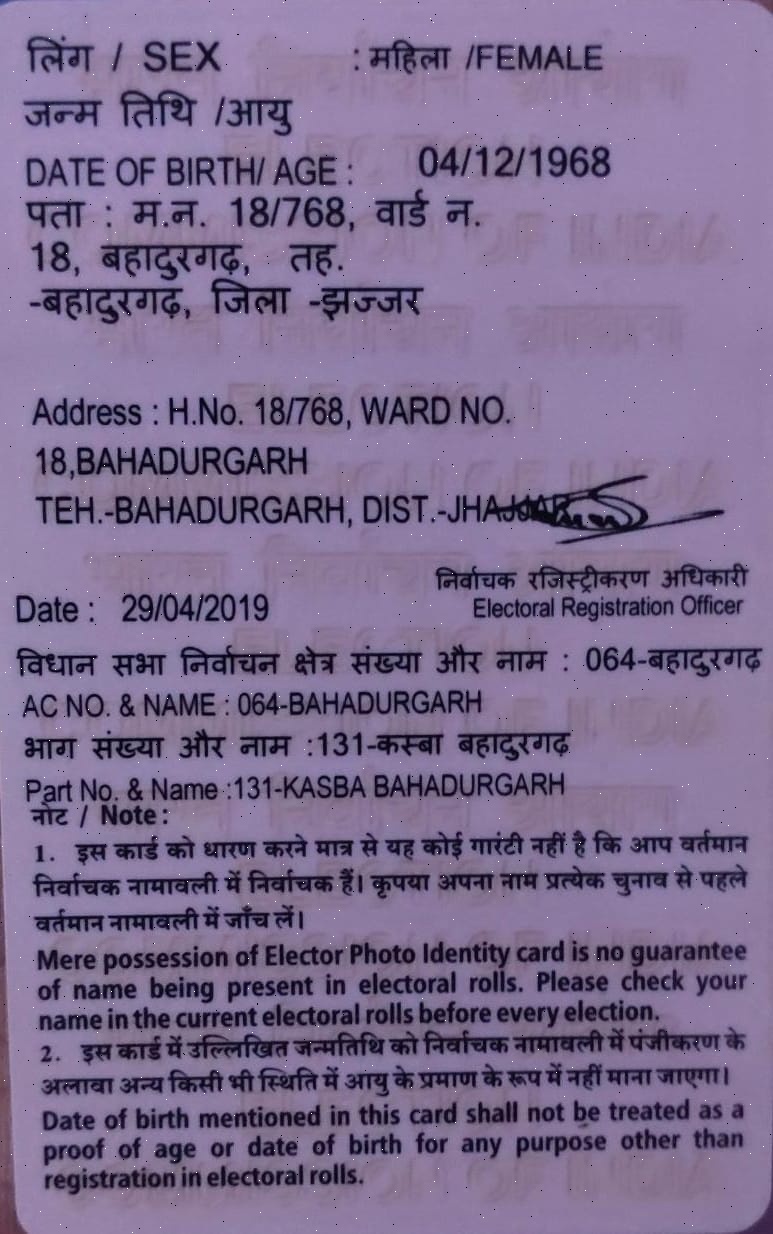 लिंग / SEX : महिला /FEMALE
जन्म तिथि /आयु
DATE OF BIRTH/ AGE : 04/12/1968
पता : म.न. 18/768, वार्ड न.
18, बहादुरगढ़, तह.
-बहादुरगढ़, जिला -झज्जर
Address : H.No. 18/768, WARD NO.
18,BAHADURGARH
TEH.-BAHADURGARH, DIST.-JHAJJAR
निर्वाचक रजिस्ट्रीकरण अधिकारी
Date : 29/04/2019 Electoral Registration Officer
विधान सभा निर्वाचन क्षेत्र संख्या और नाम : 064-बहादुरगढ़
AC NO. & NAME : 064-BAHADURGARH
भाग संख्या और नाम :131-कस्बा बहादुरगढ़
Part No. & Name :131-KASBA BAHADURGARH
नोट / Note:
1. इस कार्ड को धारण करने मात्र से यह कोई गारंटी नहीं है कि आप वर्तमान
निर्वाचक नामावली में निर्वाचक हैं। कृपया अपना नाम प्रत्येक चुनाव से पहले
वर्तमान नामावली में जाँच लें।
Mere possession of Elector Photo Identity card is no guarantee
of name being present in electoral rolls. Please check your
name in the current electoral rolls before every election.
2. इस कार्ड में उल्लिखित जन्मतिथि को निर्वाचक नामावली में पंजीकरण के
अलावा अन्य किसी भी स्थिति में आयु के प्रमाण के रूप में नहीं माना जाएगा।
Date of birth mentioned in this card shall not be treated as a
proof of age or date of birth for any purpose other than
registration in electoral rolls.